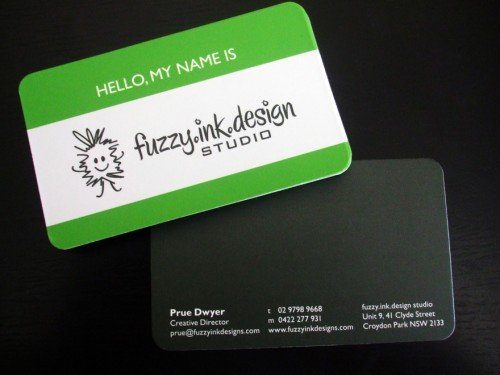 HELLO, MY NAME IS
fuzzy.ink.design
STUDIO
Prue Dwyer
Creative Director
prue@fuzzyinkdesigns.com
t 02 9798 9668
m 0422 277 931
www.fuzzyinkdesigns.com
fuzzy.ink.design studio
Unit 9, 41 Clyde Street
Croydon Park NSW 2133